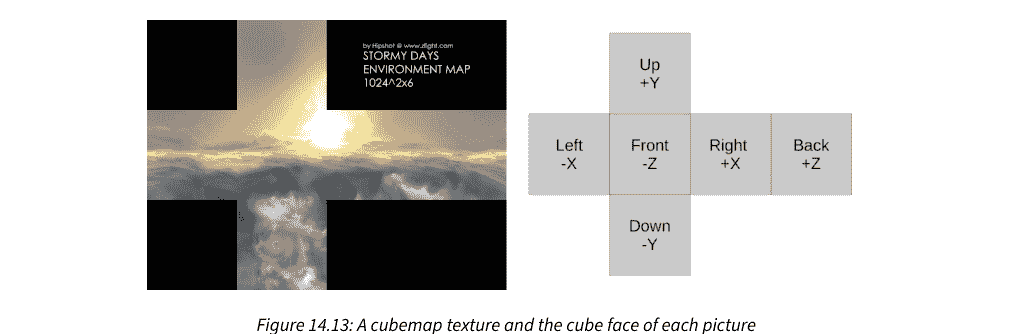 by Hipshot @ www.zfight.com
STORMY DAYS
ENVIRONMENT MAP
1024^2x6
Up
+Y
Left
-X
Front
-Z
Right
+X
Back
+Z
Down
-Y
Figure 14.13: A cubemap texture and the cube face of each picture